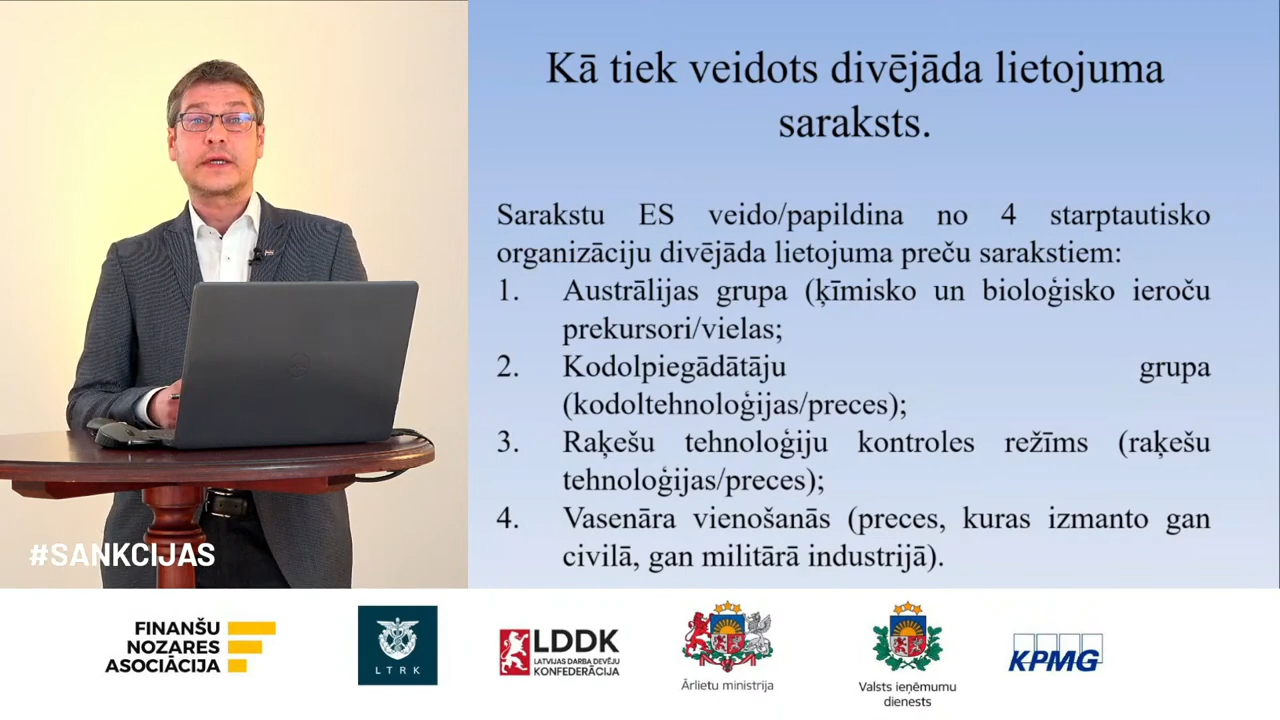 Kā tiek veidots divējāda lietojuma
saraksts.
Sarakstu ES veido/papildina no 4 starptautisko
organizāciju divējāda lietojuma preču sarakstiem:
1. Austrālijas grupa (ķīmisko un bioloģisko ieroču
prekursori/vielas;
2. Kodolpiegādātāju grupa
(kodoltehnoloģijas/preces);
3. Raķešu tehnoloģiju kontroles režīms (raķešu
tehnoloģijas/preces);
4. Vasenāra vienošanās (preces, kuras izmanto gan
civilā, gan militārā industrijā).
#SANKCIJAS
FINANŠU
NOZARES
ASOCIĀCIJA
LTRK
LDDK
LATVIJAS DARBA DEVĒJU
KONFEDERĀCIJA
Ārlietu ministrija
Valsts ieņēmumu
dienests
KPMG